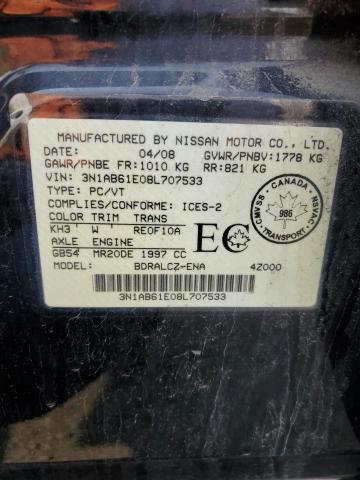 MANUFACTURED BY NISSAN MOTOR CO., LTD.
DATE: 04/08 GVWR/PNBV:1778 KG
GAWR/PNBE FR:1010 KG RR:821 KG
VIN: 3N1AB61E08L707533
TYPE: PC/VT
COMPLIES/CONFORME: ICES-2
COLOR TRIM TRANS
KH3 W RE0F10A
AXLE ENGINE
GB54 MR20DE 1997 CC
EC
MODEL: BDRALCZ-ENA 4Z000
3N1AB61E08L707533
CANADA
CMVSS
NSVAC
986
TRANSPORT